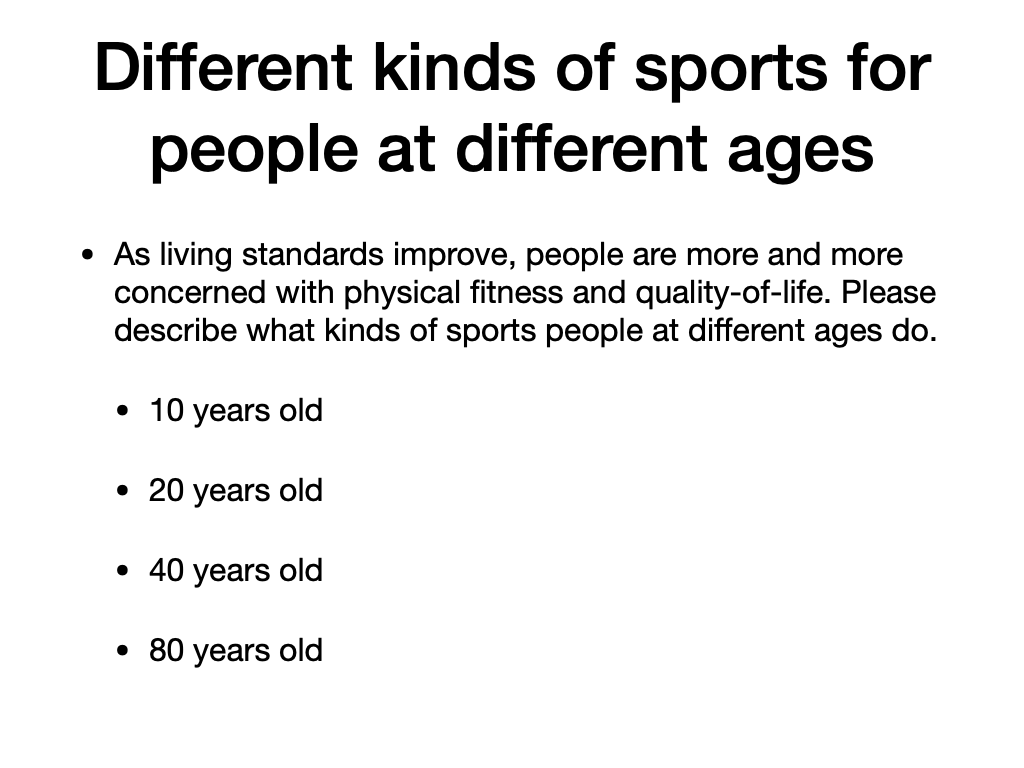 Different kinds of sports for
people at different ages
• As living standards improve, people are more and more
concerned with physical fitness and quality-of-life. Please
describe what kinds of sports people at different ages do.
• 10 years old
• 20 years old
• 40 years old
• 80 years old